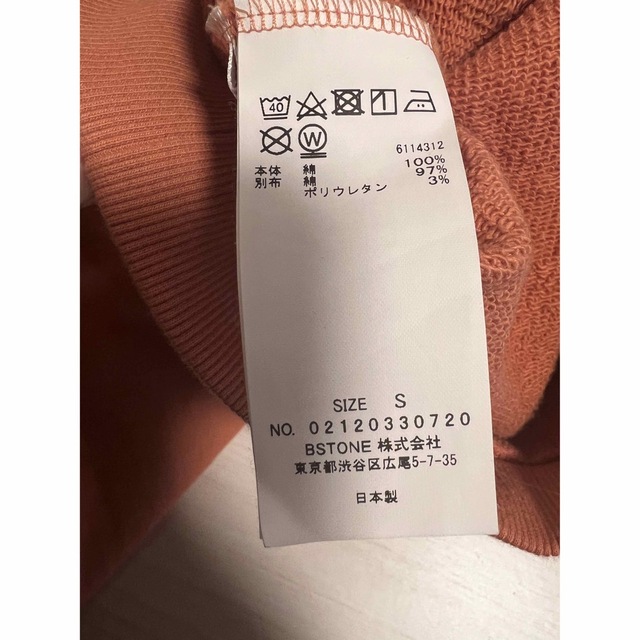 40
W
6114312
本体 綿 100%
別布 綿 97%
ポリウレタン 3%
SIZE S
NO. 02120330720
BSTONE 株式会社
東京都渋谷区広尾5-7-35
日本製